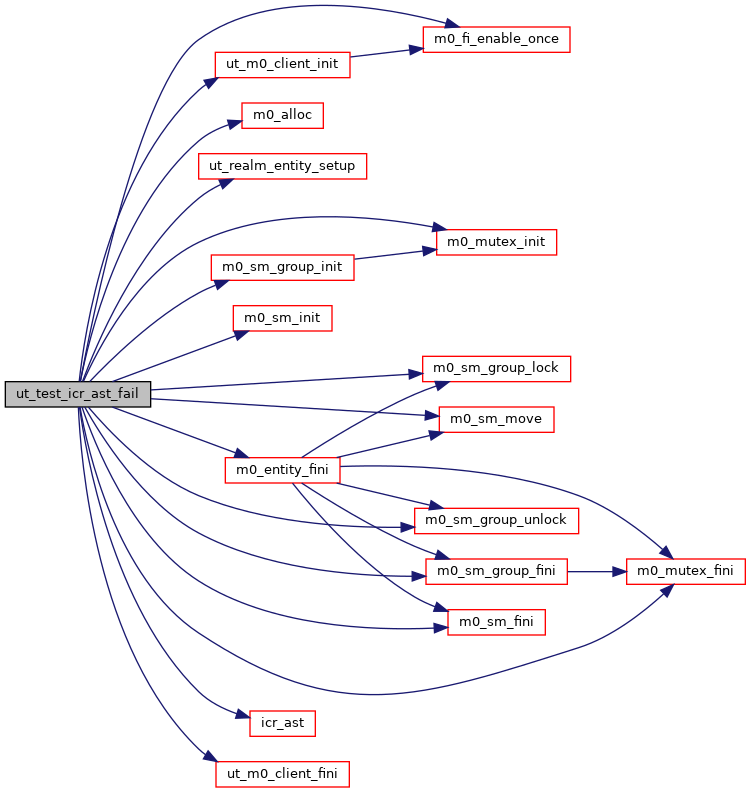 m0_fi_enable_once
ut_m0_client_init
m0_alloc
ut_realm_entity_setup
m0_mutex_init
m0_sm_group_init
m0_sm_init
m0_sm_group_lock
ut_test_icr_ast_fail
m0_sm_move
m0_entity_fini
m0_sm_group_unlock
m0_sm_group_fini
m0_mutex_fini
m0_sm_fini
icr_ast
ut_m0_client_fini